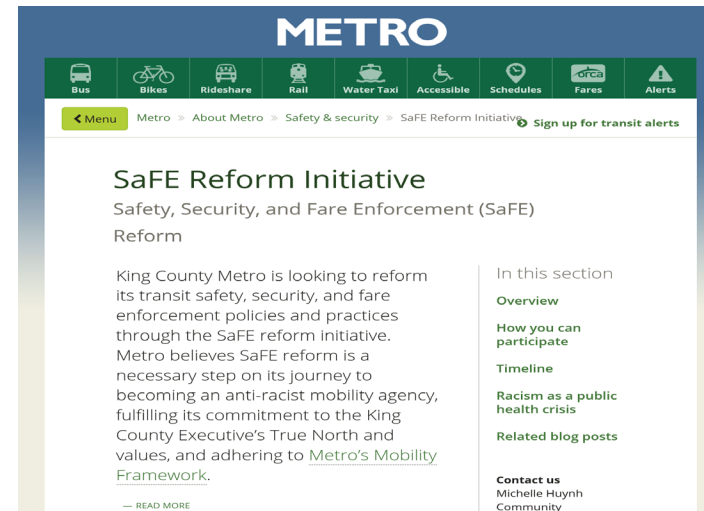 METRO
Bus
Bikes
Rideshare
Rail
Water Taxi
Accessible
Schedules
orca
Fares
Alerts
Menu
Metro » About Metro » Safety & security » SaFE Reform Initiative
Sign up for transit alerts
SaFE Reform Initiative
Safety, Security, and Fare Enforcement (SaFE)
Reform
King County Metro is looking to reform
its transit safety, security, and fare
enforcement policies and practices
through the SaFE reform initiative.
Metro believes SaFE reform is a
necessary step on its journey to
becoming an anti-racist mobility agency,
fulfilling its commitment to the King
County Executive’s True North and
values, and adhering to Metro’s Mobility
Framework.
— READ MORE
In this section
Overview
How you can
participate
Timeline
Racism as a public
health crisis
Related blog posts
Contact us
Michelle Huynh
Community